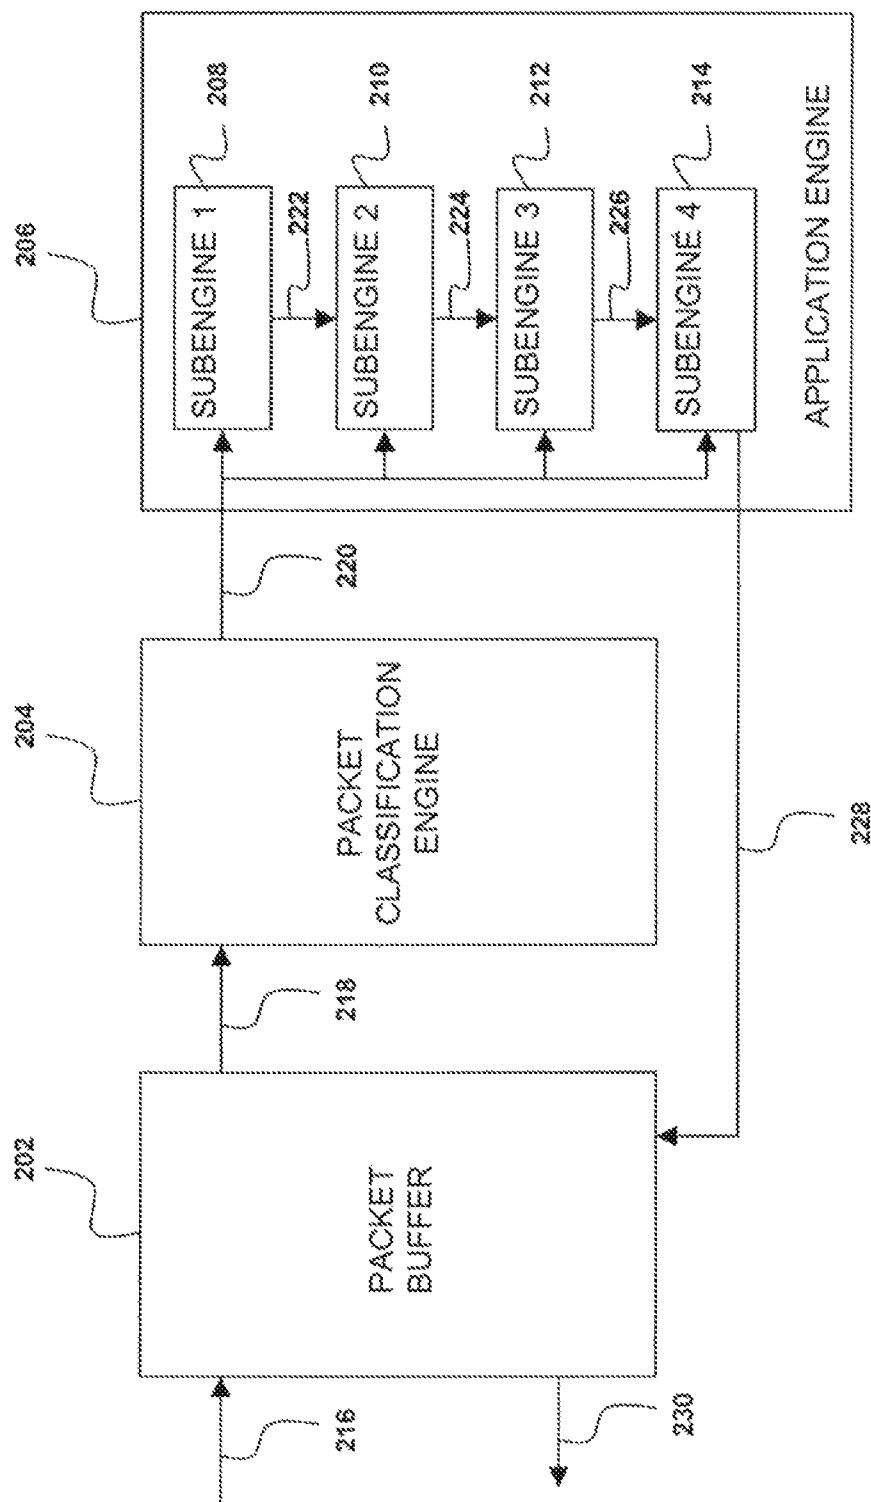 202
204
206
PACKET
BUFFER
PACKET
CLASSIFICATION
ENGINE
SUBENGINE 1
208
222
SUBENGINE 2
210
224
SUBENGINE 3
212
226
SUBENGINE 4
214
APPLICATION ENGINE
216
218
220
230
228